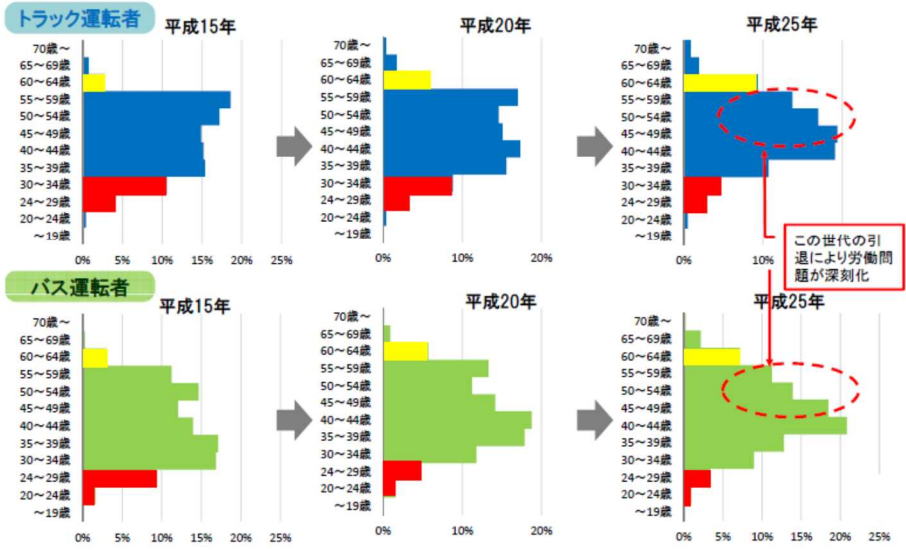 トラック運転者
平成15年
平成20年
平成25年
70歳～
65～69歳
60～64歳
55～59歳
50～54歳
45～49歳
40～44歳
35～39歳
30～34歳
24～29歳
20～24歳
～19歳
0%
5%
10%
15%
20%
25%
70歳～
65～69歳
60～64歳
55～59歳
50～54歳
45～49歳
40～44歳
35～39歳
30～34歳
24～29歳
20～24歳
～19歳
0%
10%
20%
70歳～
65～69歳
60～64歳
55～59歳
50～54歳
45～49歳
40～44歳
35～39歳
30～34歳
24～29歳
20～24歳
～19歳
10%
20%
この世代の引
退により労働問
題が深刻化
バス運転者
平成15年
平成20年
平成25年
70歳～
65～69歳
60～64歳
55～59歳
50～54歳
45～49歳
40～44歳
35～39歳
30～34歳
24～29歳
20～24歳
～19歳
0%
5%
10%
15%
20%
25%
70歳～
65～69歳
60～64歳
55～59歳
50～54歳
45～49歳
40～44歳
35～39歳
30～34歳
24～29歳
20～24歳
～19歳
0%
10%
20%
70歳～
65～69歳
60～64歳
55～59歳
50～54歳
45～49歳
40～44歳
35～39歳
30～34歳
24～29歳
20～24歳
～19歳
0%
5%
10%
15%
20%
25%